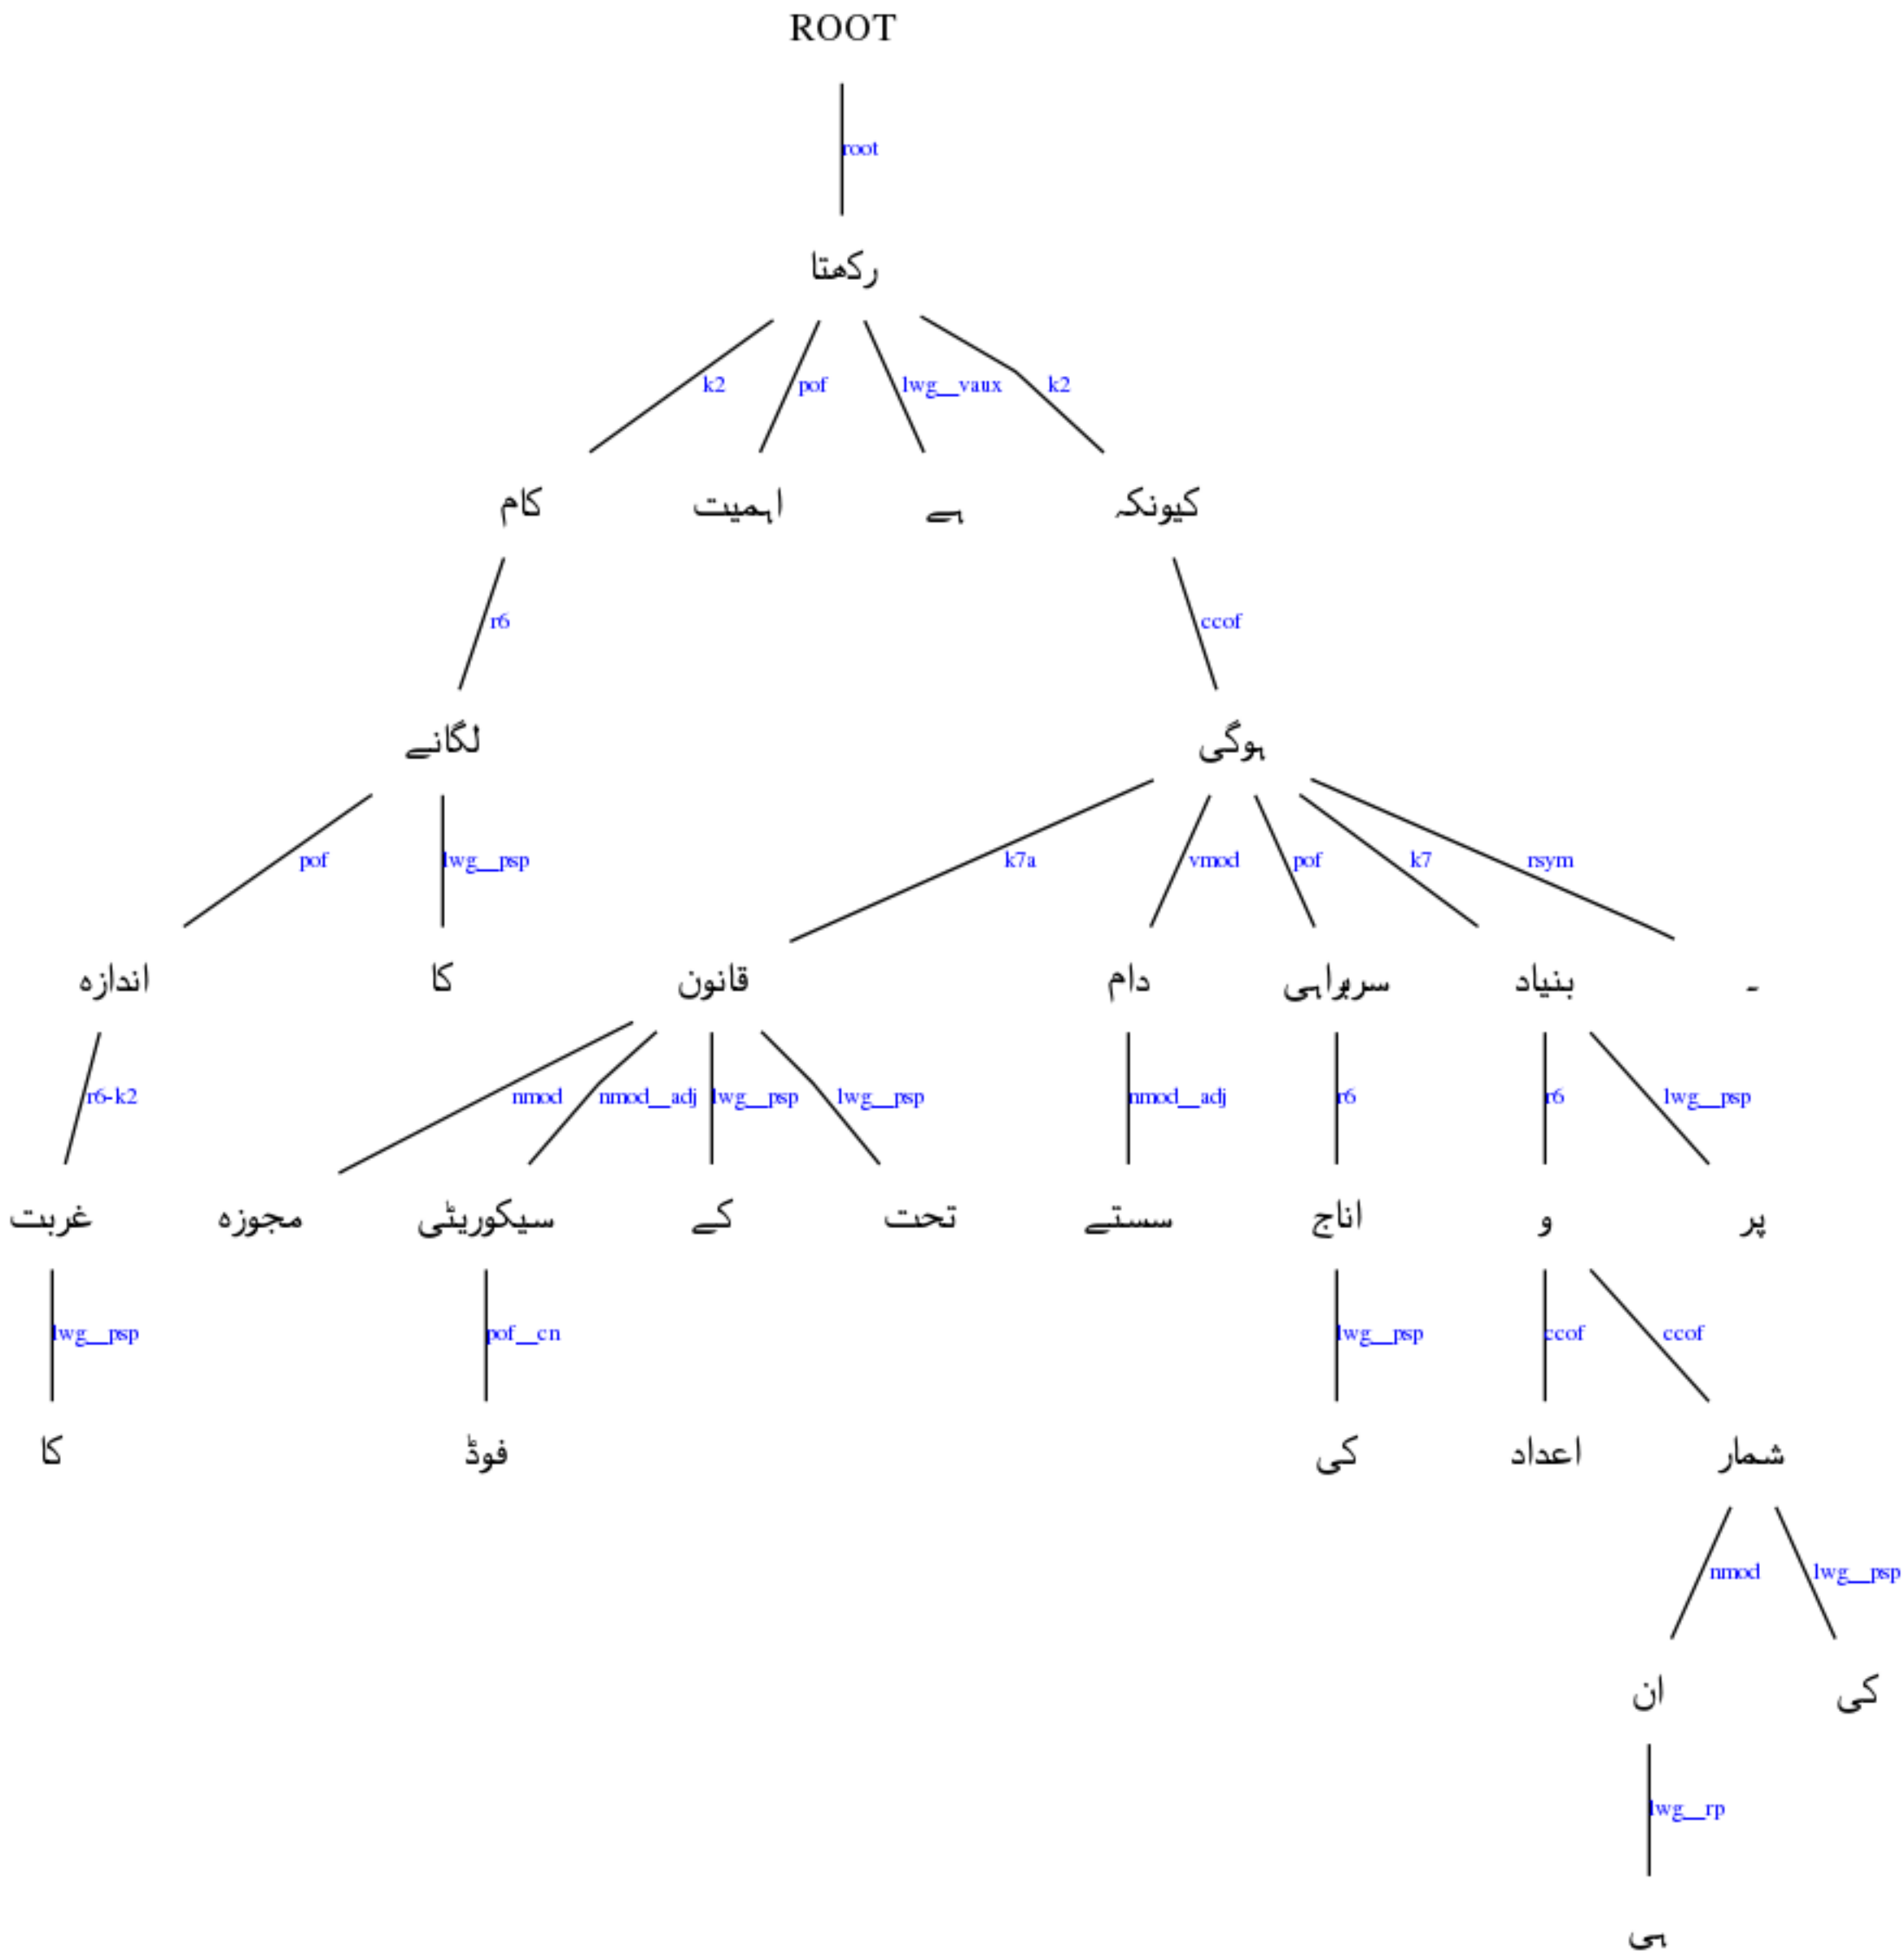 ROOT
root
رکھتا
k2 pof lwg__vaux k2
کام اہمیت ہے کیونکہ
r6 ccof
لگانے ہوگی
pof lwg__psp k7a vmod pof k7 rsym
اندازہ کا قانون دام سربراہی بنیاد ۔
r6-k2 nmod nmod__adj lwg__psp lwg__psp nmod__adj r6 r6 lwg__psp
غربت مجوزہ سیکوریٹی کے تحت سستے اناج و پر
lwg__psp pof__cn lwg__psp ccof ccof
کا فوڈ کی اعداد شمار
nmod lwg__psp
ان کی
lwg__rp
ہی